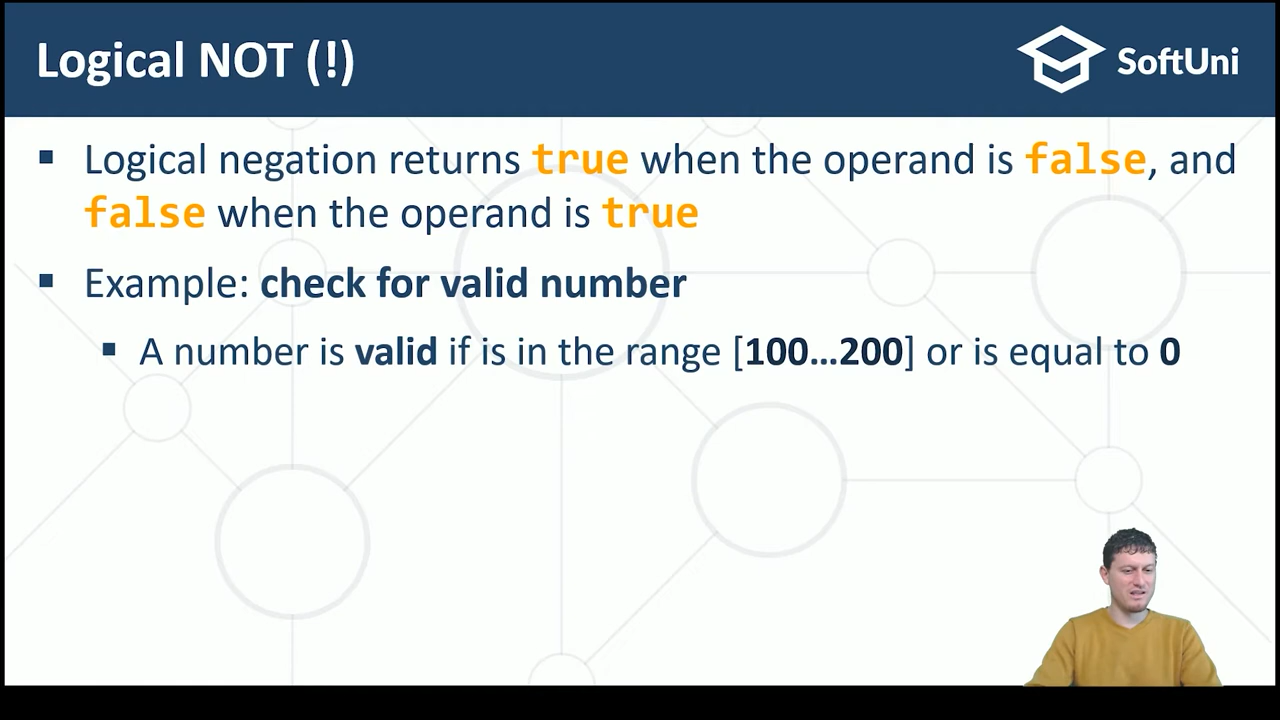 Logical NOT (!)
SoftUni
Logical negation returns true when the operand is false, and
false when the operand is true
Example: check for valid number
A number is valid if is in the range [100...200] or is equal to 0